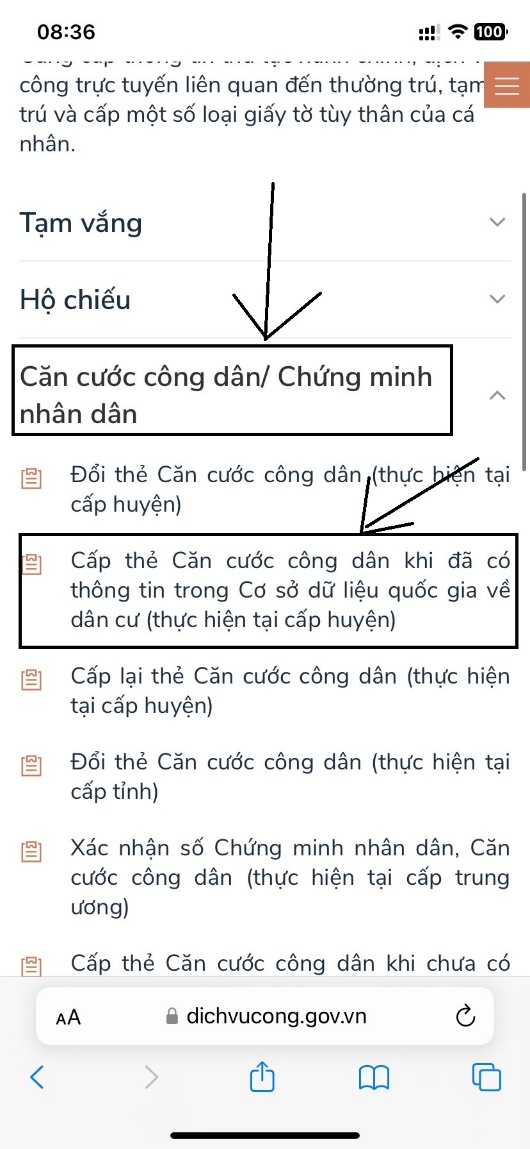 08:36
100
công trực tuyến liên quan đến thường trú, tạm
trú và cấp một số loại giấy tờ tùy thân của cá
nhân.
Tạm vắng
Hộ chiếu
Căn cước công dân/ Chứng minh
nhân dân
Đổi thẻ Căn cước công dân (thực hiện tại
cấp huyện)
Cấp thẻ Căn cước công dân khi đã có
thông tin trong Cơ sở dữ liệu quốc gia về
dân cư (thực hiện tại cấp huyện)
Cấp lại thẻ Căn cước công dân (thực hiện
tại cấp huyện)
Đổi thẻ Căn cước công dân (thực hiện tại
cấp tỉnh)
Xác nhận số Chứng minh nhân dân, Căn
cước công dân (thực hiện tại cấp trung
ương)
Cấp thẻ Căn cước công dân khi chưa có
AA dichvucong.gov.vn